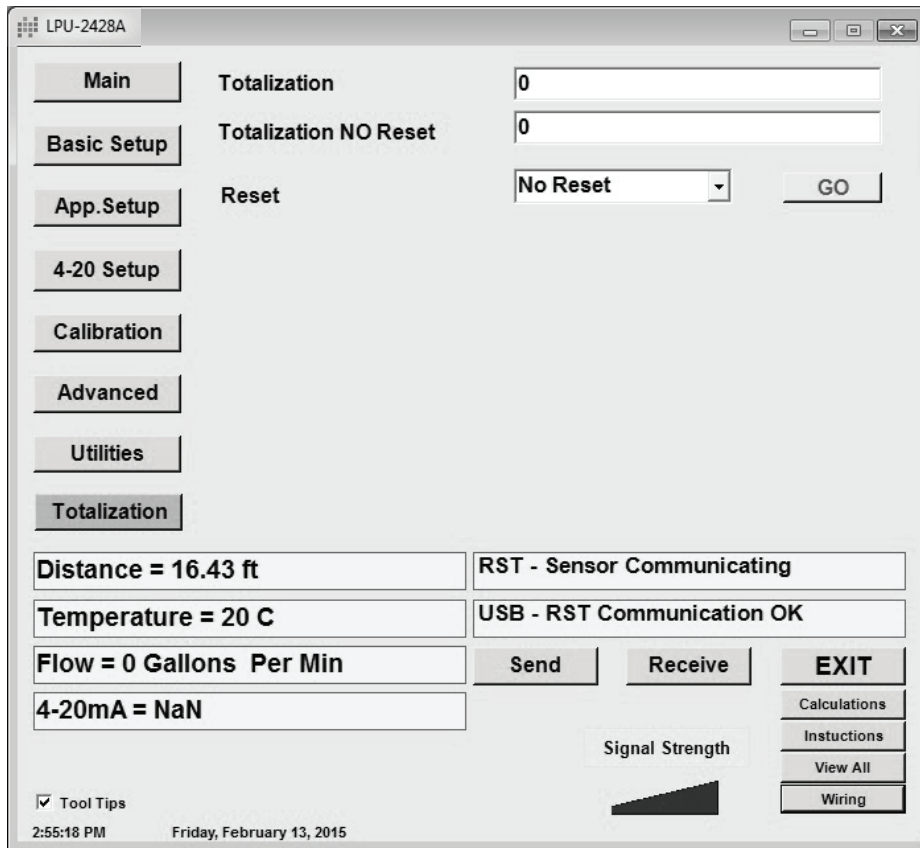 LPU-2428A
Main
Totalization 0
Basic Setup
Totalization NO Reset 0
App.Setup
Reset No Reset GO
4-20 Setup
Calibration
Advanced
Utilities
Totalization
Distance = 16.43 ft RST - Sensor Communicating
Temperature = 20 C USB - RST Communication OK
Flow = 0 Gallons Per Min Send Receive EXIT
4-20mA = NaN Calculations
Signal Strength Instuctions
View All
Tool Tips Wiring
2:55:18 PM Friday, February 13, 2015